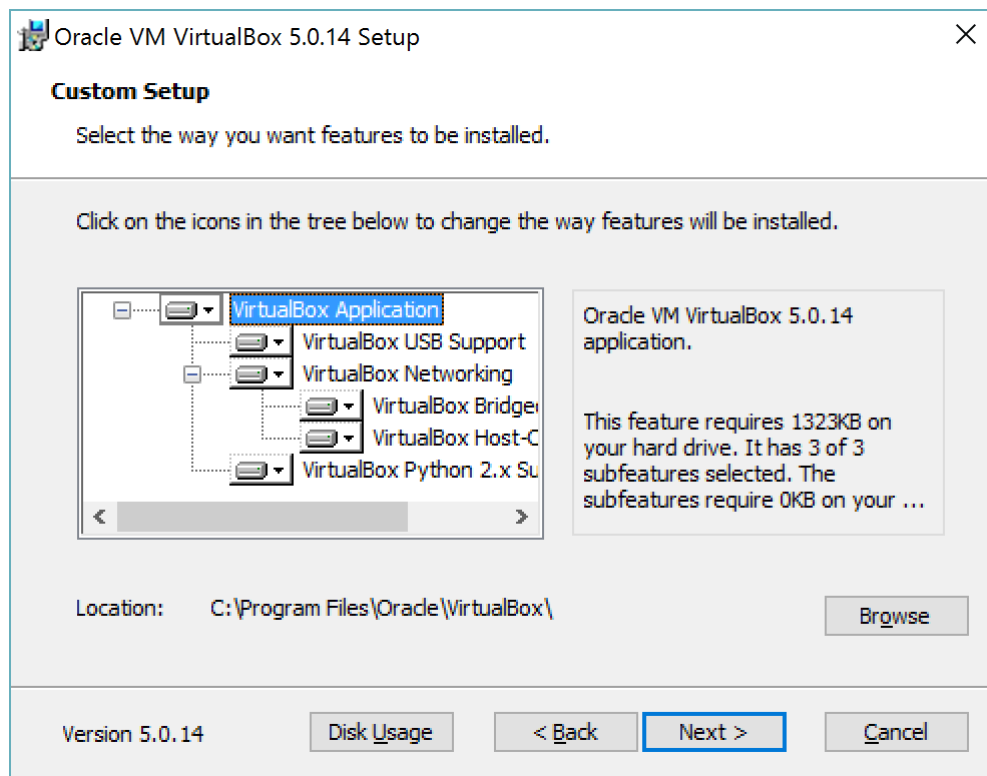 Oracle VM VirtualBox 5.0.14 Setup
Custom Setup
Select the way you want features to be installed.
Click on the icons in the tree below to change the way features will be installed.
VirtualBox Application
VirtualBox USB Support
VirtualBox Networking
VirtualBox Bridge
VirtualBox Host-C
VirtualBox Python 2.x Su
Oracle VM VirtualBox 5.0.14
application.
This feature requires 1323KB on
your hard drive. It has 3 of 3
subfeatures selected. The
subfeatures require 0KB on your ...
Location: C:\Program Files\Oracle\VirtualBox\
Browse
Version 5.0.14
Disk Usage
< Back
Next >
Cancel